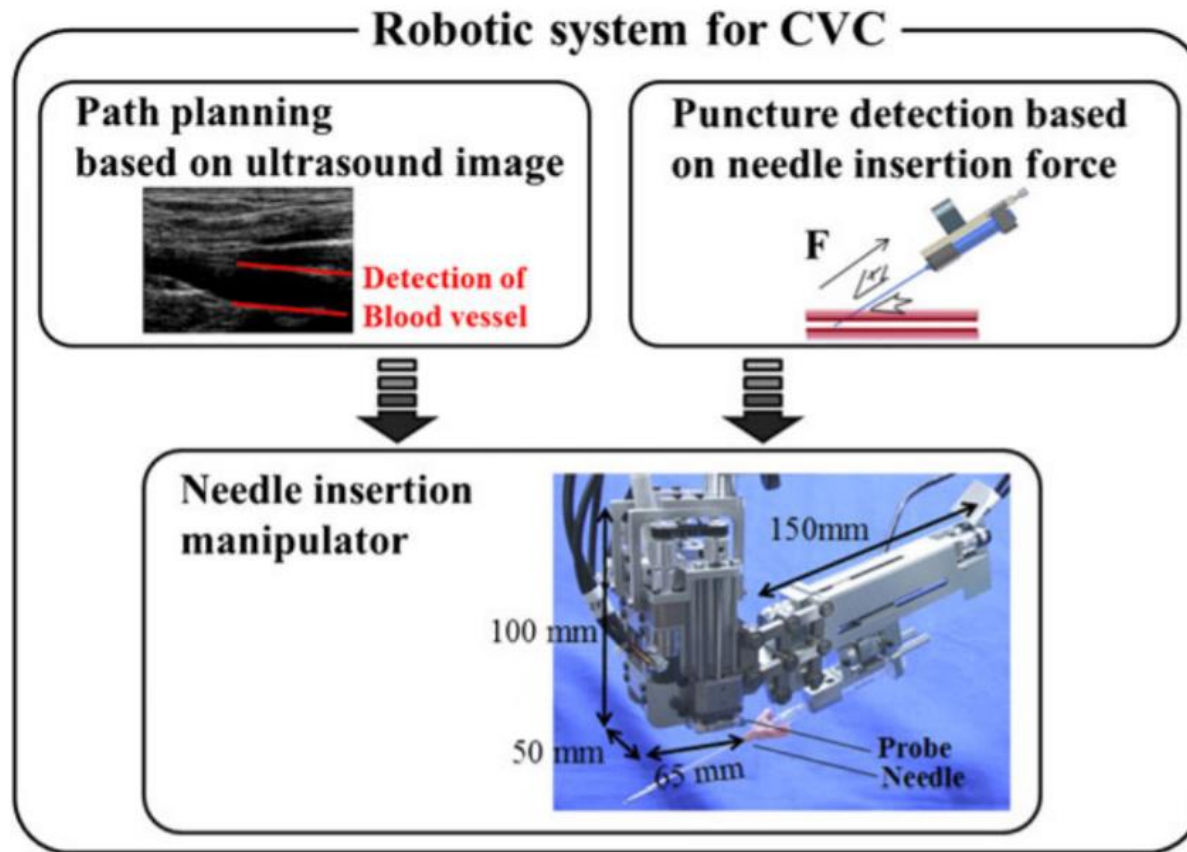 Robotic system for CVC
Path planning
based on ultrasound image
Detection of
Blood vessel
Puncture detection based
on needle insertion force
F
Needle insertion
manipulator
150mm
100 mm
50 mm
65 mm
Probe
Needle